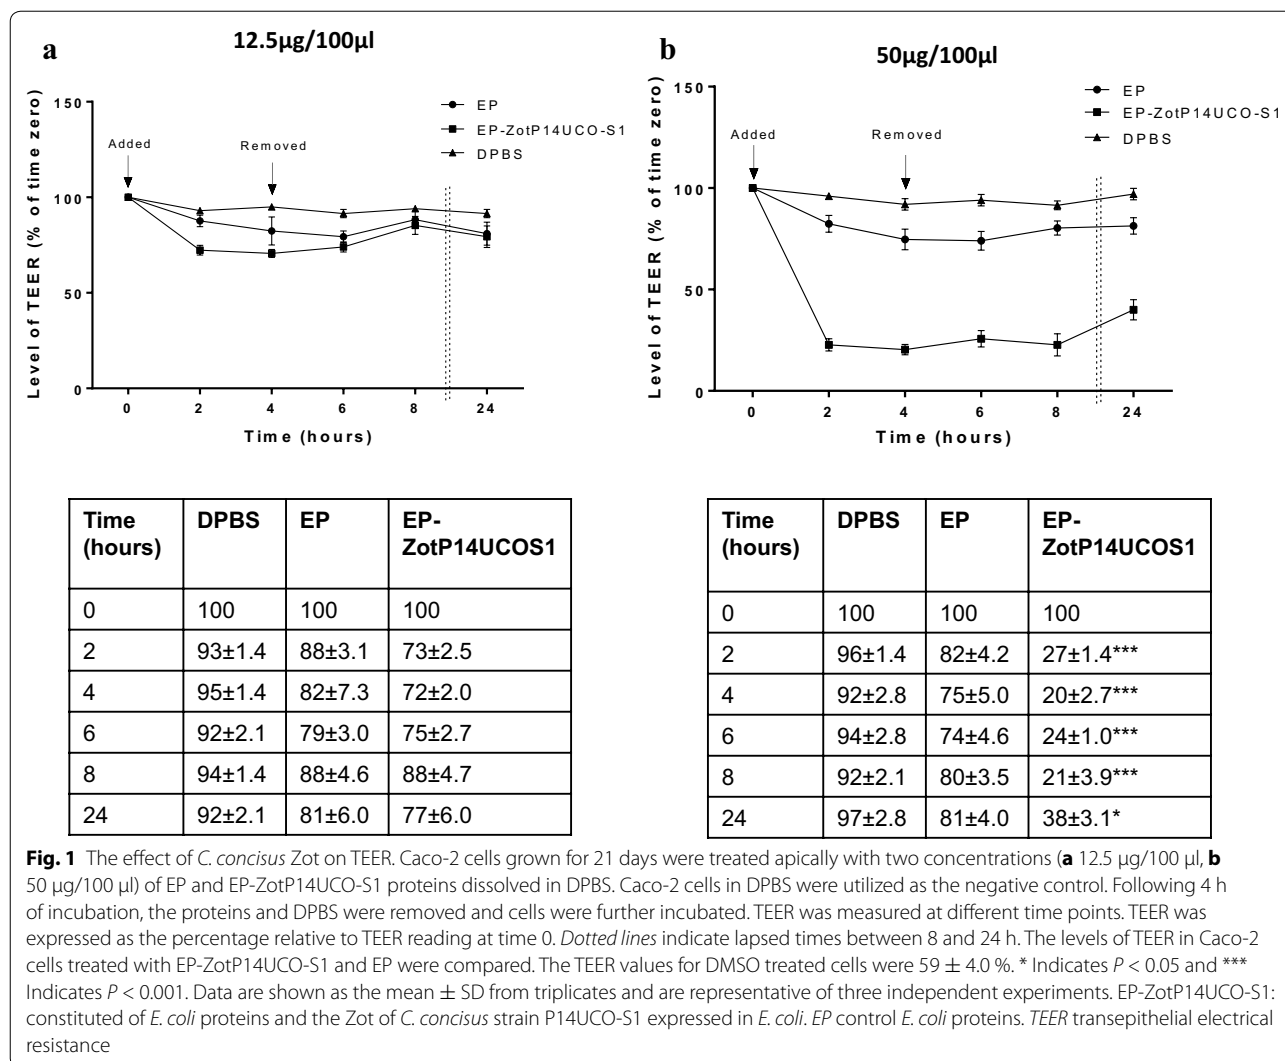 a
12.5µg/100µl
EP
EP-ZotP14UCO-S1
DPBS
Added
Removed
Level of TEER (% of time zero)
150
100
50
0
0 2 4 6 8 24
Time (hours)
b
50µg/100µl
EP
EP-ZotP14UCO-S1
DPBS
Added
Removed
Level of TEER (% of time zero)
150
100
50
0
0 2 4 6 8 24
Time (hours)
Time (hours) DPBS EP EP-ZotP14UCOS1
0 100 100 100
2 93±1.4 88±3.1 73±2.5
4 95±1.4 82±7.3 72±2.0
6 92±2.1 79±3.0 75±2.7
8 94±1.4 88±4.6 88±4.7
24 92±2.1 81±6.0 77±6.0
Time (hours) DPBS EP EP-ZotP14UCOS1
0 100 100 100
2 96±1.4 82±4.2 27±1.4***
4 92±2.8 75±5.0 20±2.7***
6 94±2.8 74±4.6 24±1.0***
8 92±2.1 80±3.5 21±3.9***
24 97±2.8 81±4.0 38±3.1*
Fig. 1 The effect of C. concisus Zot on TEER. Caco-2 cells grown for 21 days were treated apically with two concentrations (a 12.5 µg/100 µl, b
50 µg/100 µl) of EP and EP-ZotP14UCO-S1 proteins dissolved in DPBS. Caco-2 cells in DPBS were utilized as the negative control. Following 4 h
of incubation, the proteins and DPBS were removed and cells were further incubated. TEER was measured at different time points. TEER was
expressed as the percentage relative to TEER reading at time 0. Dotted lines indicate lapsed times between 8 and 24 h. The levels of TEER in Caco-2
cells treated with EP-ZotP14UCO-S1 and EP were compared. The TEER values for DMSO treated cells were 59 ± 4.0 %. * Indicates P < 0.05 and ***
Indicates P < 0.001. Data are shown as the mean ± SD from triplicates and are representative of three independent experiments. EP-ZotP14UCO-S1:
constituted of E. coli proteins and the Zot of C. concisus strain P14UCO-S1 expressed in E. coli. EP control E. coli proteins. TEER transepithelial electrical
resistance